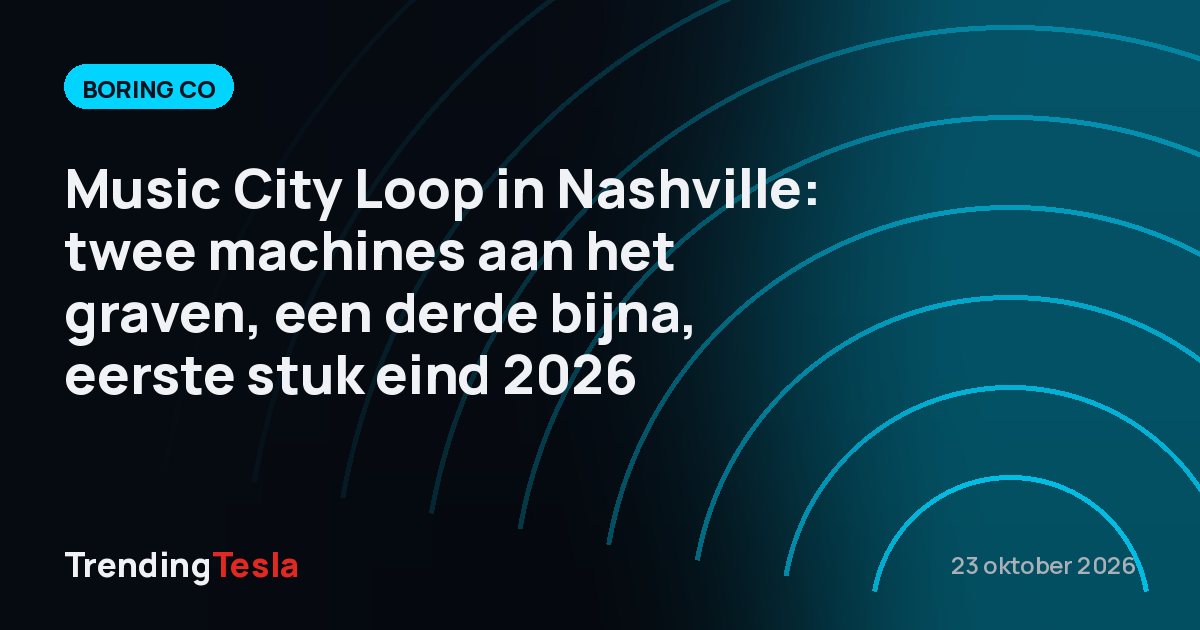 BORING CO
Music City Loop in Nashville:
twee machines aan het
graven, een derde bijna,
eerste stuk eind 2026
TrendingTesla
23 oktober 2026